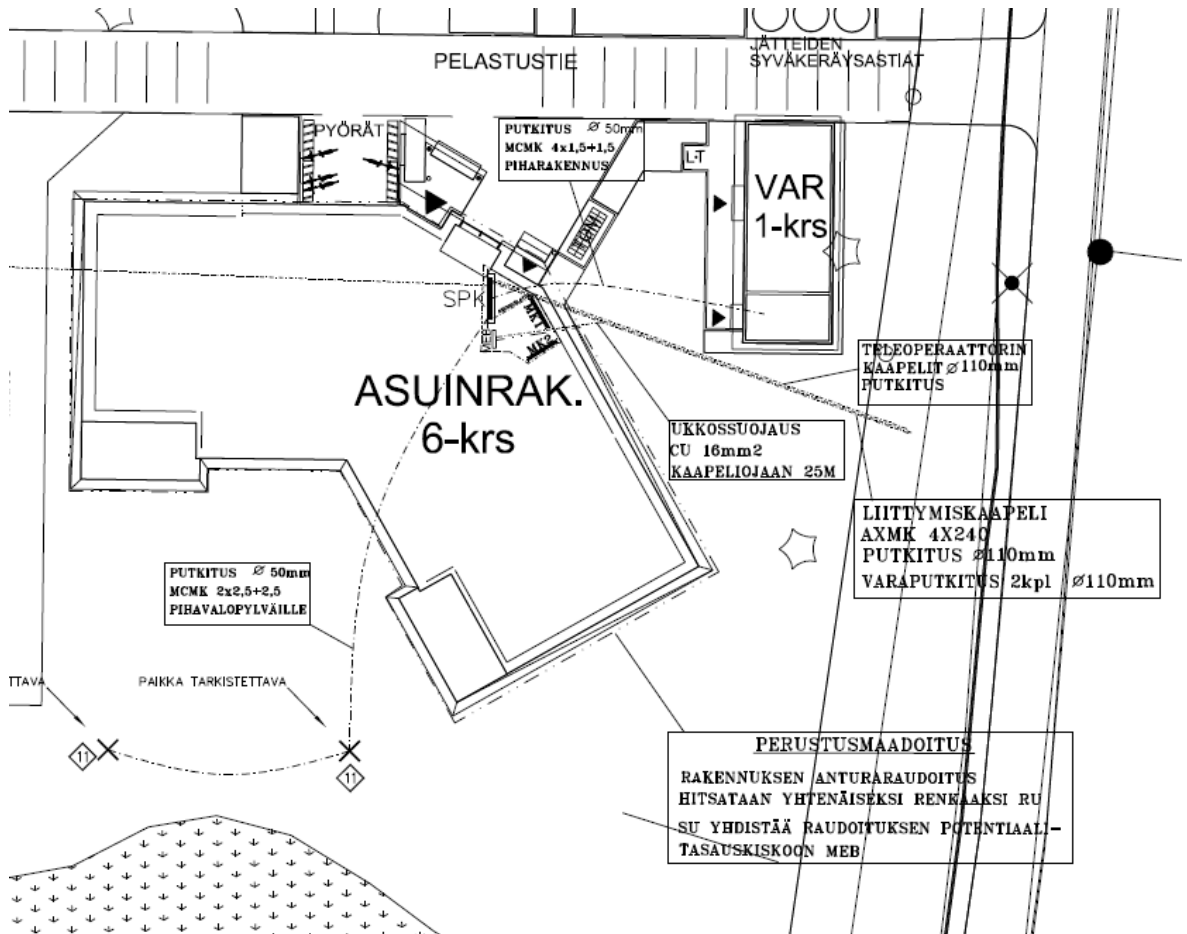 PELASTUSTIE
JÄTTEIDEN
SYVÄKERÄYSASTIAT
PYÖRÄT
PUTKITUS ⌀ 50mm
MCMK 4x1,5+1,5
PIHARAKENNUS
L-T
VAR
1-krs
SPK
MK1
MK2
MEB
ASUINRAK.
6-krs
TELEOPERAATTORIN
KAAPELIT ⌀110mm
PUTKITUS
UKKOSSUOJAUS
CU 16mm2
KAAPELIOJAAN 25M
LIITTYMISKAAPELI
AXMK 4X240
PUTKITUS ⌀110mm
VARAPUTKITUS 2kpl ⌀110mm
PUTKITUS ⌀ 50mm
MCMK 2x2,5+2,5
PIHAVALOPYLVÄILLE
TTAVA
PAIKKA TARKISTETTAVA
11
11
PERUSTUSMAADOITUS
RAKENNUKSEN ANTURARAUDOITUS
HITSATAAN YHTENÄISEKSI RENKAAKSI RU
SU YHDISTÄÄ RAUDOITUKSEN POTENTIAALI-
TASAUSKISKOON MEB